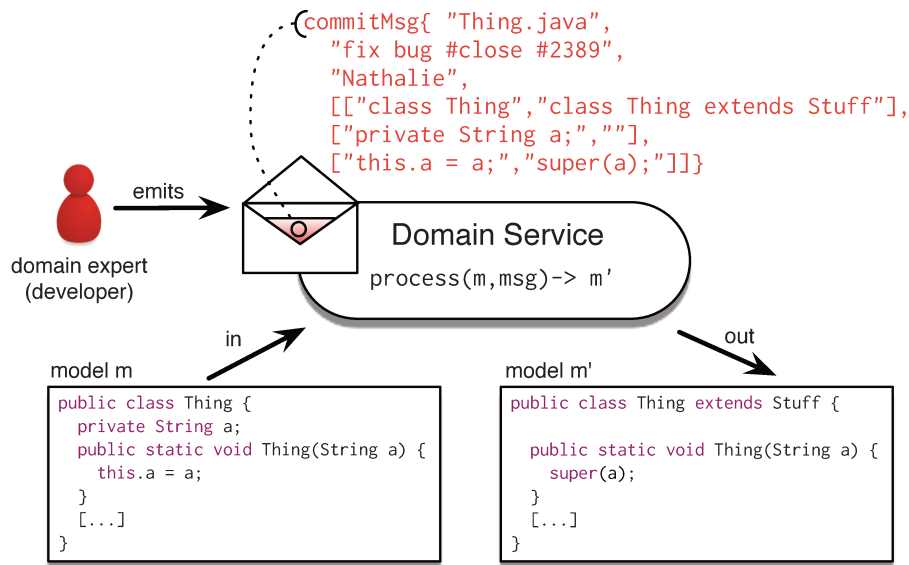 commitMsg{ "Thing.java",
"fix bug #close #2389",
"Nathalie",
[["class Thing","class Thing extends Stuff"],
["private String a;",""],
["this.a = a;","super(a);"]]}
emits
domain expert
(developer)
Domain Service
process(m,msg)-> m'
in
out
model m
public class Thing {
private String a;
public static void Thing(String a) {
this.a = a;
}
[...]
}
model m'
public class Thing extends Stuff {
public static void Thing(String a) {
super(a);
}
[...]
}